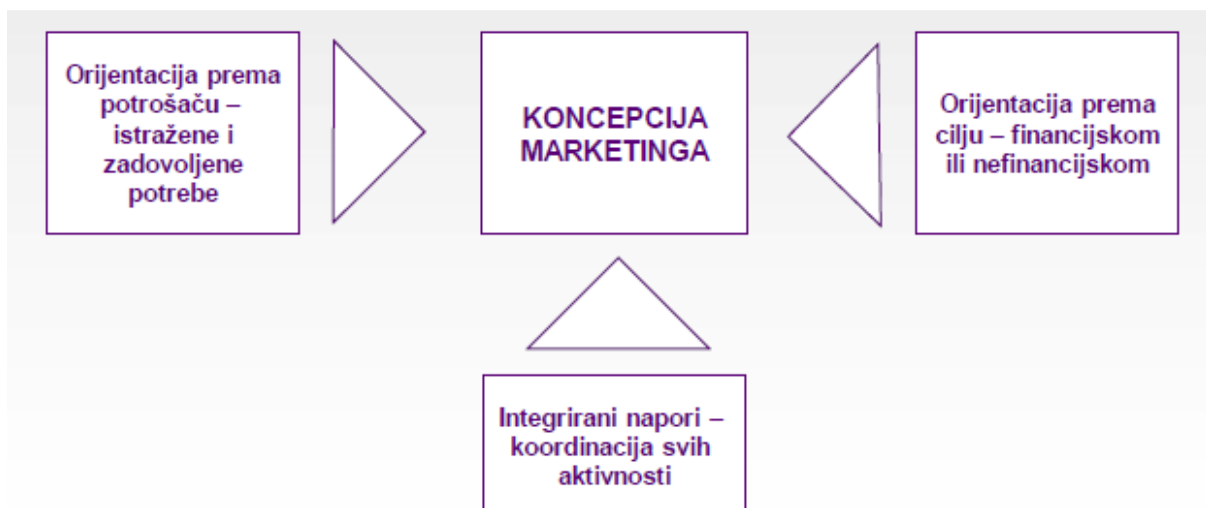 Orijentacija prema
potrošaču –
istražene i
zadovoljene
potrebe
KONCEPCIJA
MARKETINGA
Orijentacija prema
cilju – financijskom
ili nefinancijskom
Integrirani napori –
koordinacija svih
aktivnosti